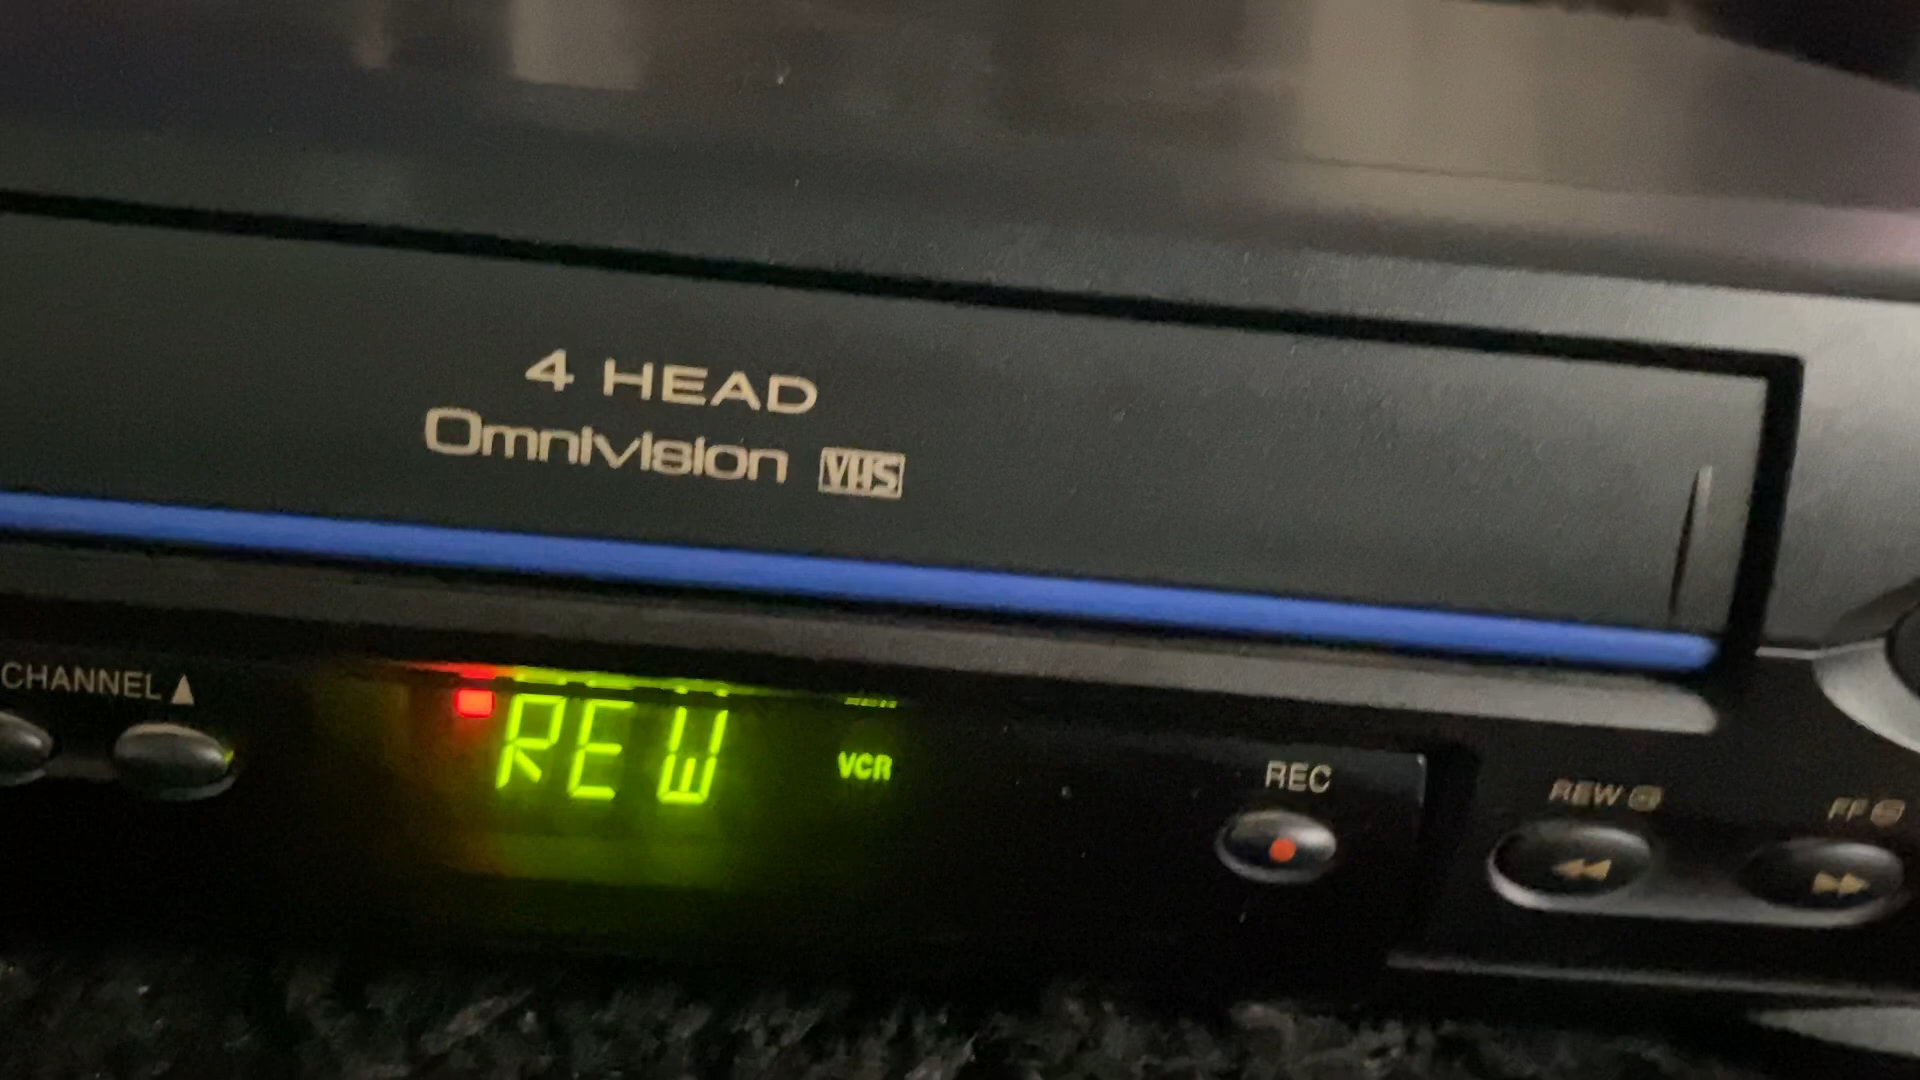 4 HEAD
Omnivision VHS
CHANNEL ▲
REW
VCR
REC
REW
FF